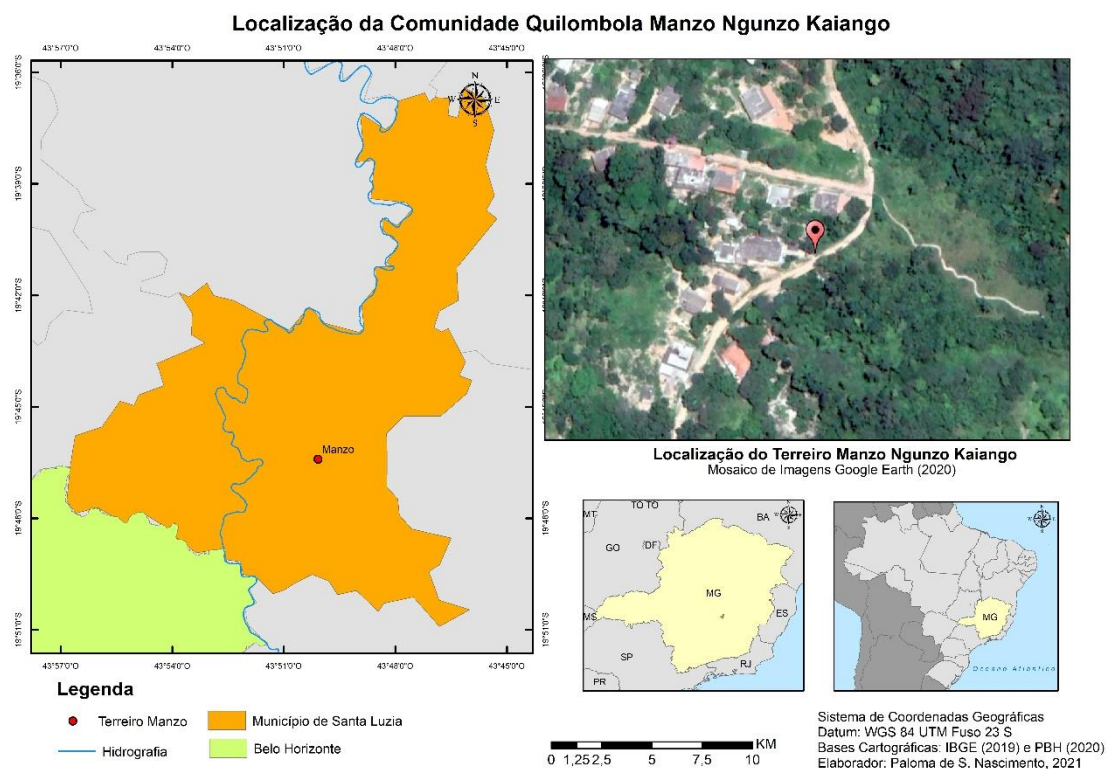 Localização da Comunidade Quilombola Manzo Ngunzo Kaiango
43°57'0"O 43°54'0"O 43°51'0"O 43°48'0"O 43°45'0"O
N
W E
S
19°39'0"S
19°42'0"S
19°45'0"S
19°48'0"S
19°51'0"S
Manzo
43°57'0"O 43°54'0"O 43°51'0"O 43°48'0"O 43°45'0"O
Localização do Terreiro Manzo Ngunzo Kaiango
Mosaico de Imagens Google Earth (2020)
19°48'0"S
19°51'0"S
MT TO TO BA
GO DF
MG
MS ES
SP RJ
PR
MG
Oceano Atlântico
Legenda
Terreiro Manzo
Município de Santa Luzia
Hidrografia
Belo Horizonte
KM
0 1,25 2,5 5 7,5 10
Sistema de Coordenadas Geográficas
Datum: WGS 84 UTM Fuso 23 S
Bases Cartográficas: IBGE (2019) e PBH (2020)
Elaborador: Paloma de S. Nascimento, 2021